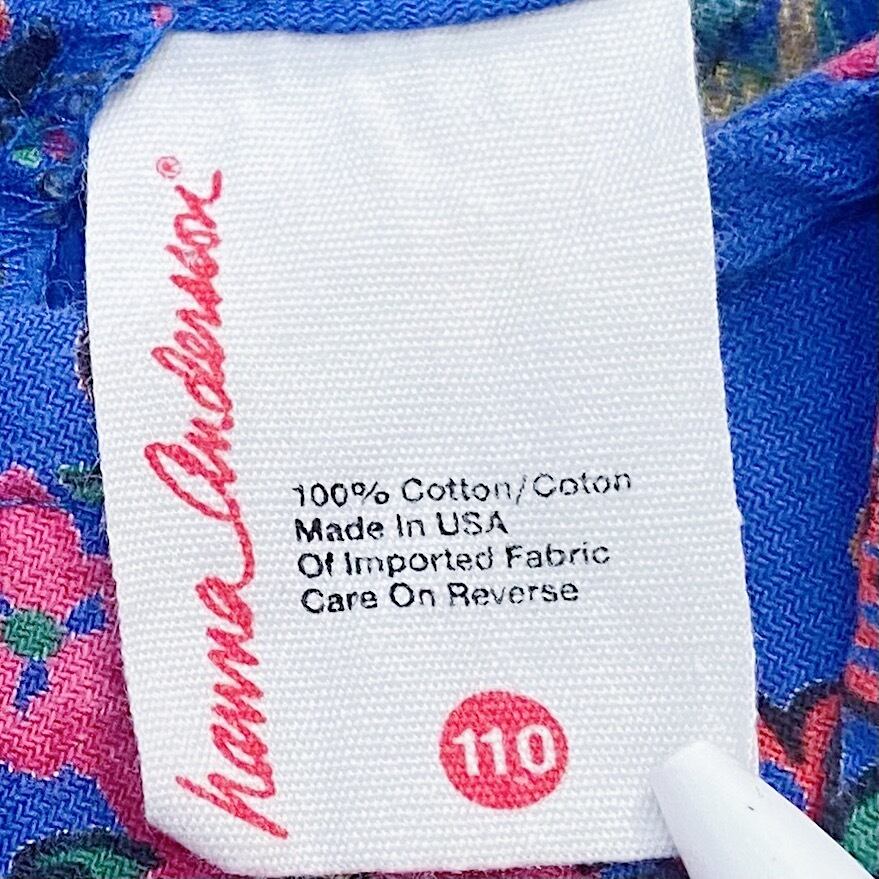 hanna Andersson®
100% Cotton/Coton
Made In USA
Of Imported Fabric
Care On Reverse
110